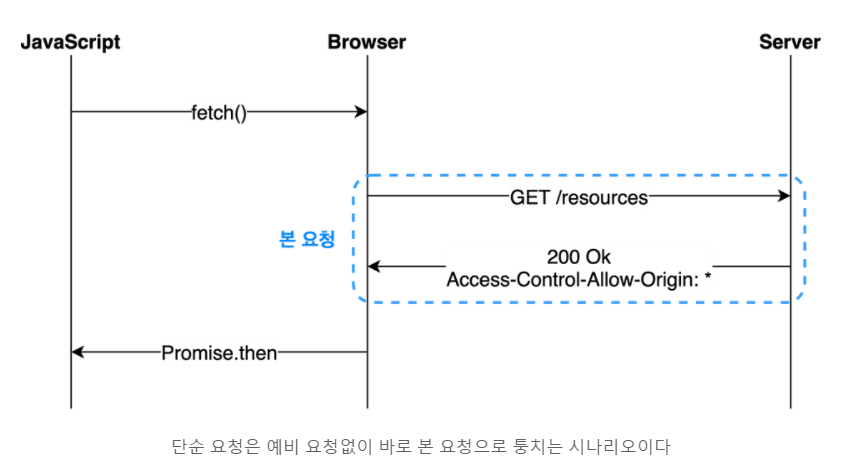 JavaScript Browser Server
fetch()
GET /resources
본 요청
200 Ok
Access-Control-Allow-Origin: *
Promise.then
단순 요청은 예비 요청없이 바로 본 요청으로 퉁치는 시나리오이다